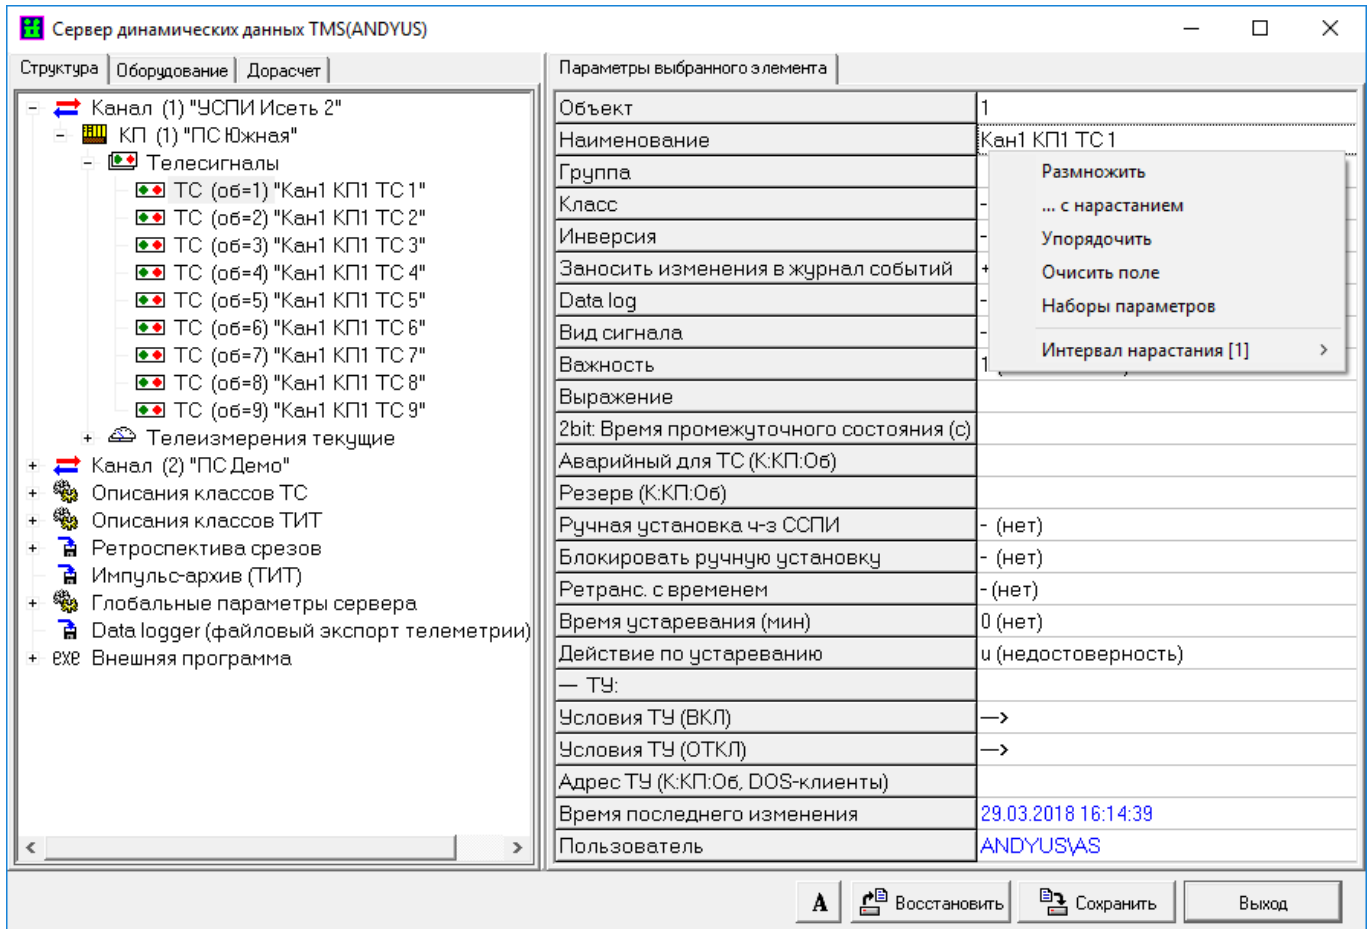 Сервер динамических данных TMS(ANDYUS)
Структура
Оборудование
Дорасчет
Канал (1) "УСПИ Исеть 2"
КП (1) "ПС Южная"
Телесигналы
ТС (об=1) "Кан1 КП1 ТС 1"
ТС (об=2) "Кан1 КП1 ТС 2"
ТС (об=3) "Кан1 КП1 ТС 3"
ТС (об=4) "Кан1 КП1 ТС 4"
ТС (об=5) "Кан1 КП1 ТС 5"
ТС (об=6) "Кан1 КП1 ТС 6"
ТС (об=7) "Кан1 КП1 ТС 7"
ТС (об=8) "Кан1 КП1 ТС 8"
ТС (об=9) "Кан1 КП1 ТС 9"
Телеизмерения текущие
Канал (2) "ПС Демо"
Описания классов ТС
Описания классов ТИТ
Ретроспектива срезов
Импульс-архив (ТИТ)
Глобальные параметры сервера
Data logger (файловый экспорт телеметрии)
exe Внешняя программа
Параметры выбранного элемента
Объект 1
Наименование Кан1 КП1 ТС 1
Группа
Класс -
Инверсия -
Заносить изменения в журнал событий +
Data log -
Вид сигнала -
Важность 1
Выражение
2bit: Время промежуточного состояния (с)
Аварийный для ТС (К:КП:Об)
Резерв (К:КП:Об)
Ручная установка ч-з ССПИ - (нет)
Блокировать ручную установку - (нет)
Ретранс. с временем - (нет)
Время устаревания (мин) 0 (нет)
Действие по устареванию u (недостоверность)
— ТУ:
Условия ТУ (ВКЛ) —>
Условия ТУ (ОТКЛ) —>
Адрес ТУ (К:КП:Об, DOS-клиенты)
Время последнего изменения 29.03.2018 16:14:39
Пользователь ANDYUS\AS
Размножить
... с нарастанием
Упорядочить
Очисить поле
Наборы параметров
Интервал нарастания [1]
A
Восстановить
Сохранить
Выход